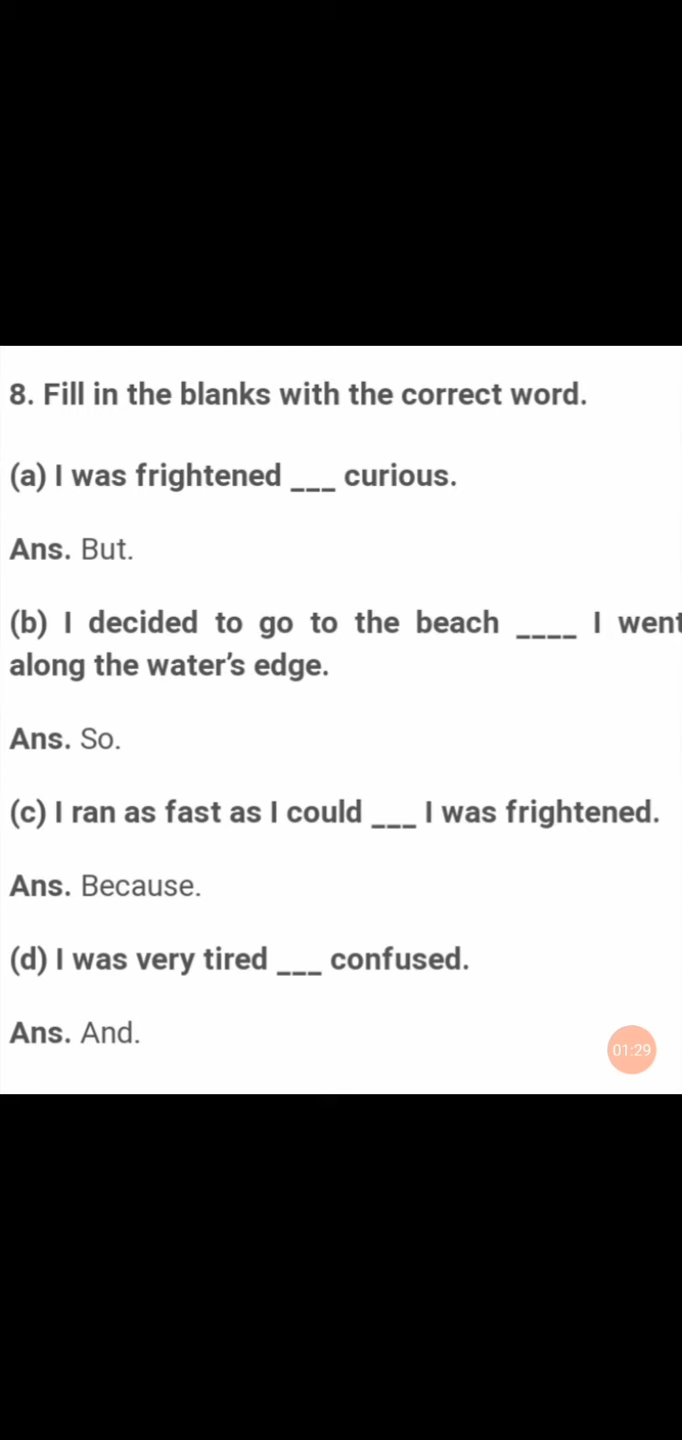 8. Fill in the blanks with the correct word.
(a) I was frightened ___ curious.
Ans. But.
(b) I decided to go to the beach ____ I went
along the water's edge.
Ans. So.
(c) I ran as fast as I could ___ I was frightened.
Ans. Because.
(d) I was very tired ___ confused.
Ans. And.
01:29